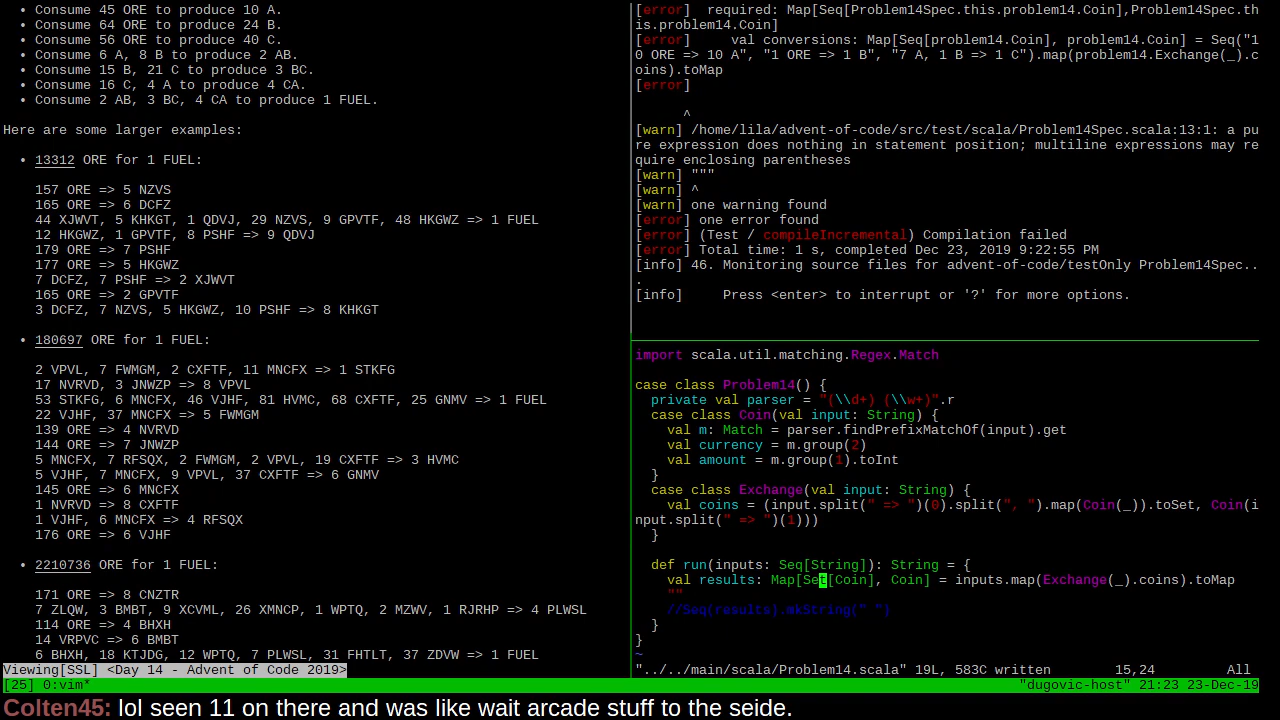 • Consume 45 ORE to produce 10 A.
• Consume 64 ORE to produce 24 B.
• Consume 56 ORE to produce 40 C.
• Consume 6 A, 8 B to produce 2 AB.
• Consume 15 B, 21 C to produce 3 BC.
• Consume 16 C, 4 A to produce 4 CA.
• Consume 2 AB, 3 BC, 4 CA to produce 1 FUEL.
Here are some larger examples:
• 13312 ORE for 1 FUEL:
157 ORE => 5 NZVS
165 ORE => 6 DCFZ
44 XJWVT, 5 KHKGT, 1 QDVJ, 29 NZVS, 9 GPVTF, 48 HKGWZ => 1 FUEL
12 HKGWZ, 1 GPVTF, 8 PSHF => 9 QDVJ
179 ORE => 7 PSHF
177 ORE => 5 HKGWZ
7 DCFZ, 7 PSHF => 2 XJWVT
165 ORE => 2 GPVTF
3 DCFZ, 7 NZVS, 5 HKGWZ, 10 PSHF => 8 KHKGT
• 180697 ORE for 1 FUEL:
2 VPVL, 7 FWMGM, 2 CXFTF, 11 MNCFX => 1 STKFG
17 NVRVD, 3 JNWZP => 8 VPVL
53 STKFG, 6 MNCFX, 46 VJHF, 81 HVMC, 68 CXFTF, 25 GNMV => 1 FUEL
22 VJHF, 37 MNCFX => 5 FWMGM
139 ORE => 4 NVRVD
144 ORE => 7 JNWZP
5 MNCFX, 7 RFSQX, 2 FWMGM, 2 VPVL, 19 CXFTF => 3 HVMC
5 VJHF, 7 MNCFX, 9 VPVL, 37 CXFTF => 6 GNMV
145 ORE => 6 MNCFX
1 NVRVD => 8 CXFTF
1 VJHF, 6 MNCFX => 4 RFSQX
176 ORE => 6 VJHF
• 2210736 ORE for 1 FUEL:
171 ORE => 8 CNZTR
7 ZLQW, 3 BMBT, 9 XCVML, 26 XMNCP, 1 WPTQ, 2 MZWV, 1 RJRHP => 4 PLWSL
114 ORE => 4 BHXH
14 VRPVC => 6 BMBT
6 BHXH, 18 KTJDG, 12 WPTQ, 7 PLWSL, 31 FHTLT, 37 ZDVW => 1 FUEL
Viewing[SSL] <Day 14 - Advent of Code 2019>
[error]  required: Map[Seq[Problem14Spec.this.problem14.Coin],Problem14Spec.th
is.problem14.Coin]
[error]     val conversions: Map[Seq[problem14.Coin], problem14.Coin] = Seq("1
0 ORE => 10 A", "1 ORE => 1 B", "7 A, 1 B => 1 C").map(problem14.Exchange(_).c
oins).toMap
[error]
^
[warn] /home/lila/advent-of-code/src/test/scala/Problem14Spec.scala:13:1: a pu
re expression does nothing in statement position; multiline expressions may re
quire enclosing parentheses
[warn] """
[warn] ^
[warn] one warning found
[error] one error found
[error] (Test / compileIncremental) Compilation failed
[error] Total time: 1 s, completed Dec 23, 2019 9:22:55 PM
[info] 46. Monitoring source files for advent-of-code/testOnly Problem14Spec..
.
[info]     Press <enter> to interrupt or '?' for more options.
import scala.util.matching.Regex.Match
case class Problem14() {
  private val parser = "(\\d+) (\\w+)".r
  case class Coin(val input: String) {
    val m: Match = parser.findPrefixMatchOf(input).get
    val currency = m.group(2)
    val amount = m.group(1).toInt
  }
  case class Exchange(val input: String) {
    val coins = (input.split(" => ")(0).split(", ").map(Coin(_)).toSet, Coin(i
nput.split(" => ")(1)))
  }
  def run(inputs: Seq[String]): String = {
    val results: Map[Set[Coin], Coin] = inputs.map(Exchange(_).coins).toMap
    ""
    //Seq(results).mkString(" ")
  }
}
~
"../../main/scala/Problem14.scala" 19L, 583C written        15,24         All
[25] 0:vim* "dugovic-host" 21:23 23-Dec-19
Colten45: lol seen 11 on there and was like wait arcade stuff to the seide.